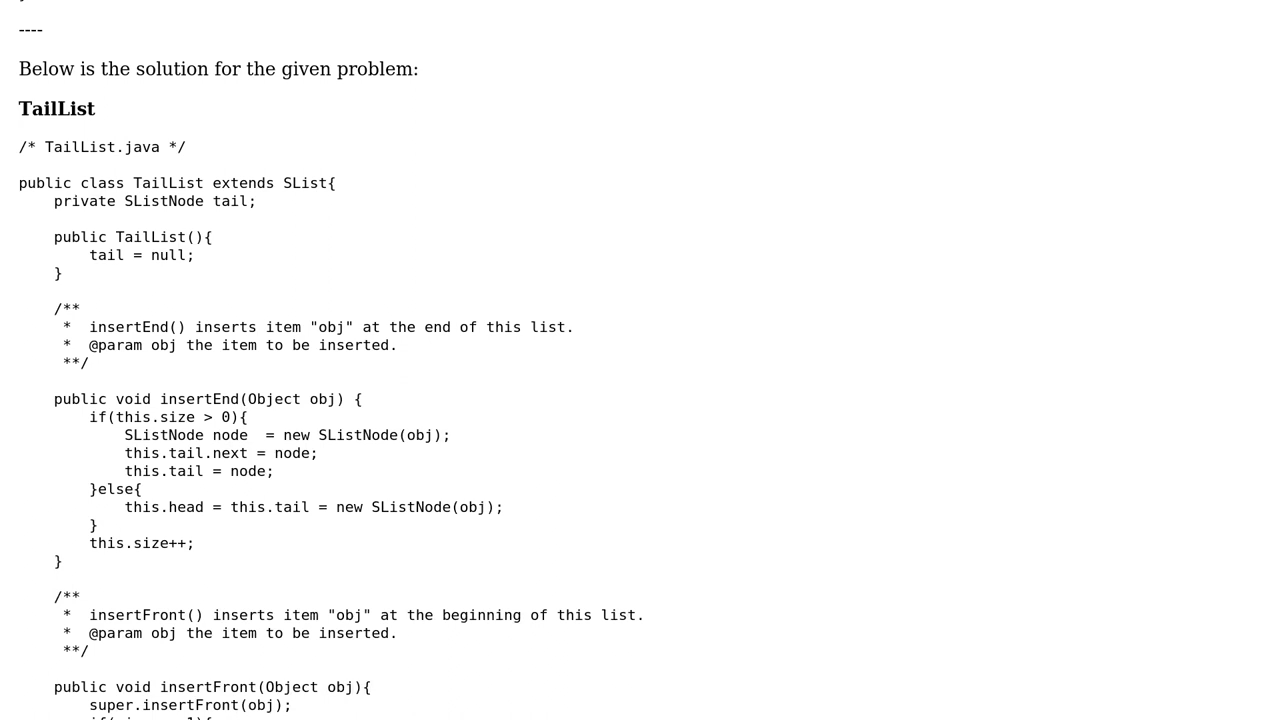 ----
Below is the solution for the given problem:
TailList
/* TailList.java */
public class TailList extends SList{
    private SListNode tail;
    public TailList(){
        tail = null;
    }
    /**
     *  insertEnd() inserts item "obj" at the end of this list.
     *  @param obj the item to be inserted.
     **/
    public void insertEnd(Object obj) {
        if(this.size > 0){
            SListNode node  = new SListNode(obj);
            this.tail.next = node;
            this.tail = node;
        }else{
            this.head = this.tail = new SListNode(obj);
        }
        this.size++;
    }
    /**
     *  insertFront() inserts item "obj" at the beginning of this list.
     *  @param obj the item to be inserted.
     **/
    public void insertFront(Object obj){
        super.insertFront(obj);